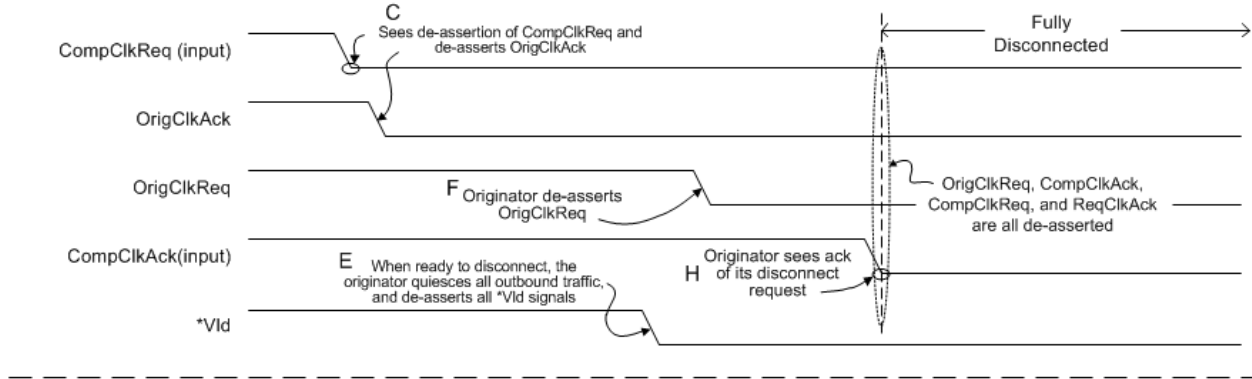 C
Sees de-assertion of CompClkReq and
de-asserts OrigClkAck
Fully
Disconnected
CompClkReq (input)
OrigClkAck
OrigClkReq
F
Originator de-asserts
OrigClkReq
OrigClkReq, CompClkAck,
CompClkReq, and ReqClkAck
are all de-asserted
CompClkAck(input)
E
When ready to disconnect, the
originator quiesces all outbound traffic,
and de-asserts all *Vld signals
H
Originator sees ack
of its disconnect
request
*Vld